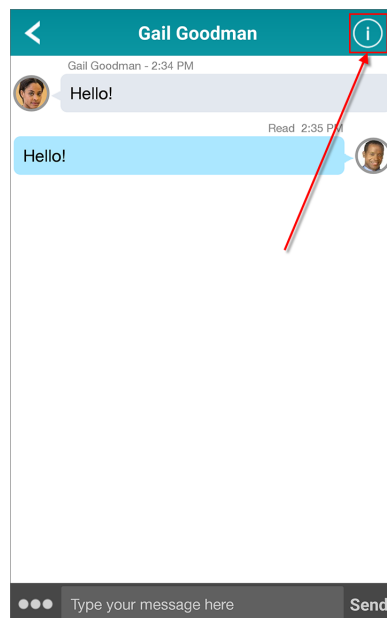 Gail Goodman
i
Gail Goodman - 2:34 PM
Hello!
Read 2:35 PM
Hello!
Type your message here
Send